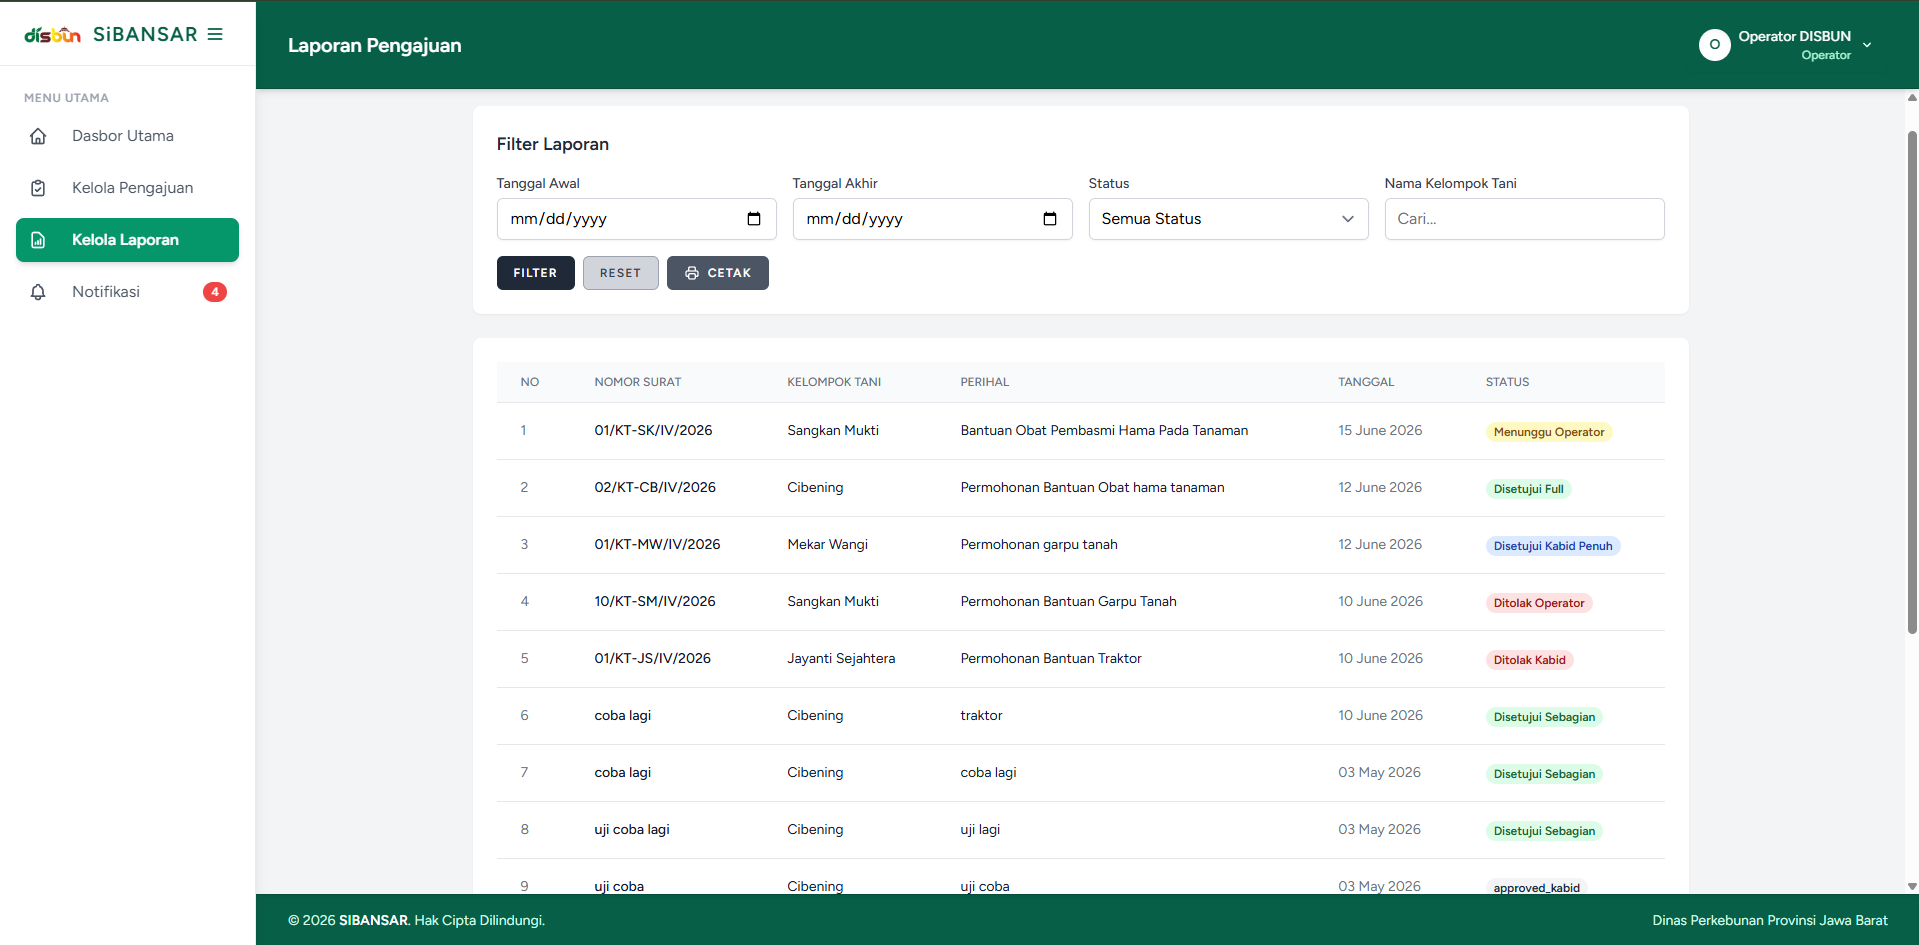 disbun SiBANSAR
Laporan Pengajuan
O Operator DISBUN
Operator
MENU UTAMA
Dasbor Utama
Kelola Pengajuan
Kelola Laporan
Notifikasi 4
Filter Laporan
Tanggal Awal Tanggal Akhir Status Nama Kelompok Tani
mm/dd/yyyy mm/dd/yyyy Semua Status Cari...
FILTER RESET CETAK
NO NOMOR SURAT KELOMPOK TANI PERIHAL TANGGAL STATUS
1 01/KT-SK/IV/2026 Sangkan Mukti Bantuan Obat Pembasmi Hama Pada Tanaman 15 June 2026 Menunggu Operator
2 02/KT-CB/IV/2026 Cibening Permohonan Bantuan Obat hama tanaman 12 June 2026 Disetujui Full
3 01/KT-MW/IV/2026 Mekar Wangi Permohonan garpu tanah 12 June 2026 Disetujui Kabid Penuh
4 10/KT-SM/IV/2026 Sangkan Mukti Permohonan Bantuan Garpu Tanah 10 June 2026 Ditolak Operator
5 01/KT-JS/IV/2026 Jayanti Sejahtera Permohonan Bantuan Traktor 10 June 2026 Ditolak Kabid
6 coba lagi Cibening traktor 10 June 2026 Disetujui Sebagian
7 coba lagi Cibening coba lagi 03 May 2026 Disetujui Sebagian
8 uji coba lagi Cibening uji lagi 03 May 2026 Disetujui Sebagian
9 uji coba Cibening uji coba 03 May 2026 approved_kabid
© 2026 SIBANSAR. Hak Cipta Dilindungi. Dinas Perkebunan Provinsi Jawa Barat